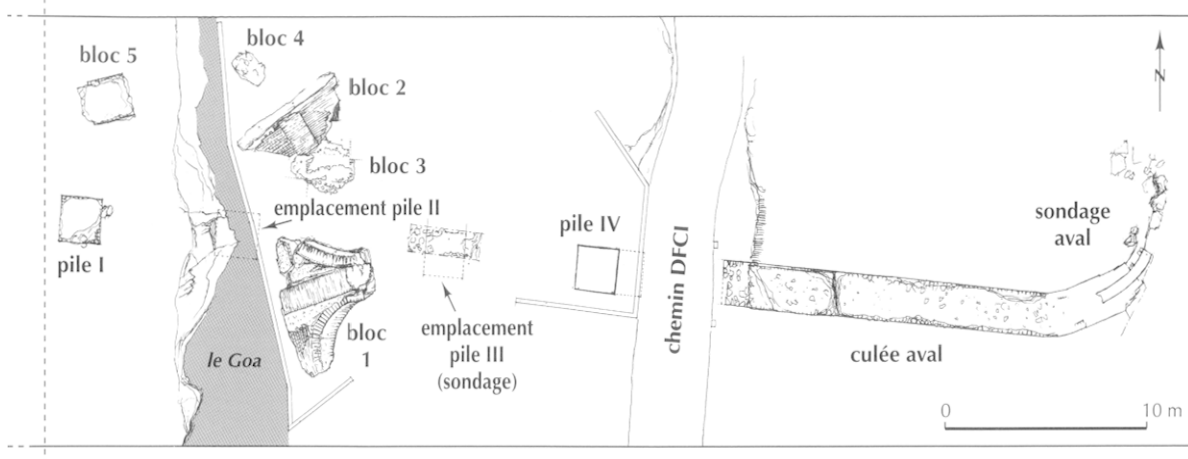 bloc 4
bloc 5
bloc 2
N
bloc 3
emplacement pile II
sondage
aval
pile IV
pile I
chemin DFCI
emplacement
pile III
(sondage)
bloc
1
le Goa
culée aval
0
10 m